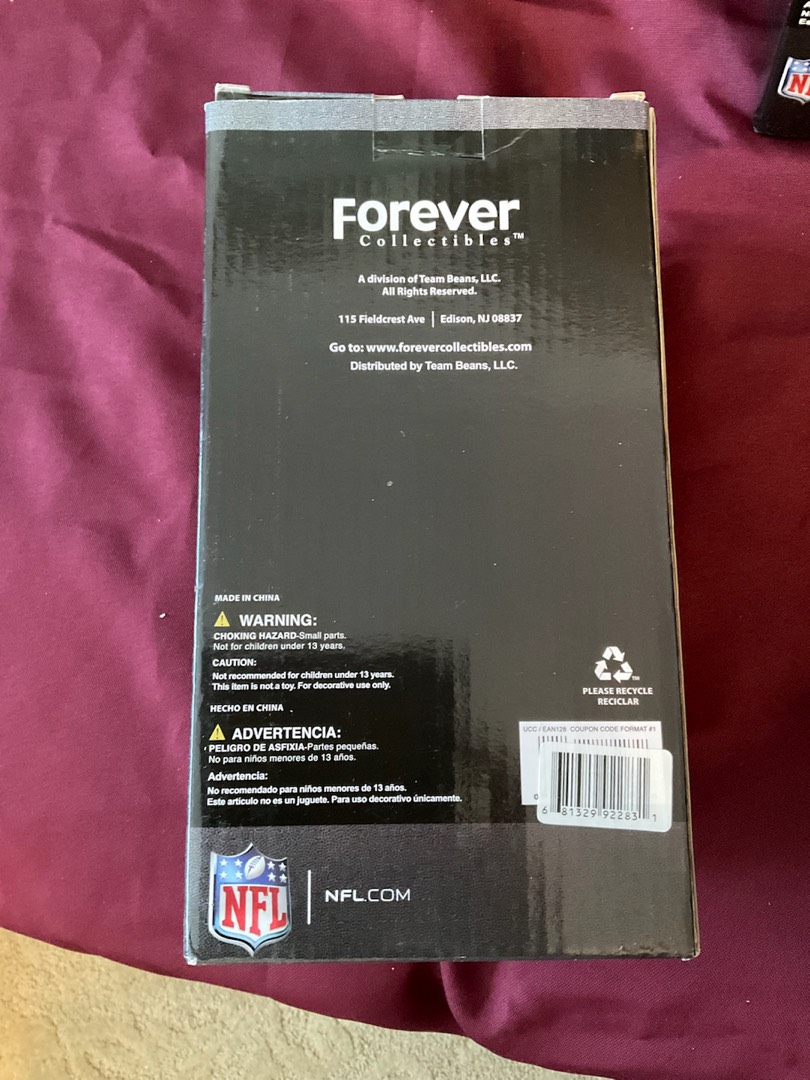 Forever
Collectibles™
A division of Team Beans, LLC.
All Rights Reserved.
115 Fieldcrest Ave | Edison, NJ 08837
Go to: www.forevercollectibles.com
Distributed by Team Beans, LLC.
MADE IN CHINA
WARNING:
CHOKING HAZARD-Small parts.
Not for children under 13 years.
CAUTION:
Not recommended for children under 13 years.
This item is not a toy. For decorative use only.
HECHO EN CHINA
ADVERTENCIA:
PELIGRO DE ASFIXIA-Partes pequeñas.
No para niños menores de 13 años.
Advertencia:
No recomendado para niños menores de 13 años.
Este artículo no es un juguete. Para uso decorativo únicamente.
PLEASE RECYCLE
RECICLAR
UCC / EAN128 COUPON CODE FORMAT #1
6 81329 92283 1
NFL
NFL.COM